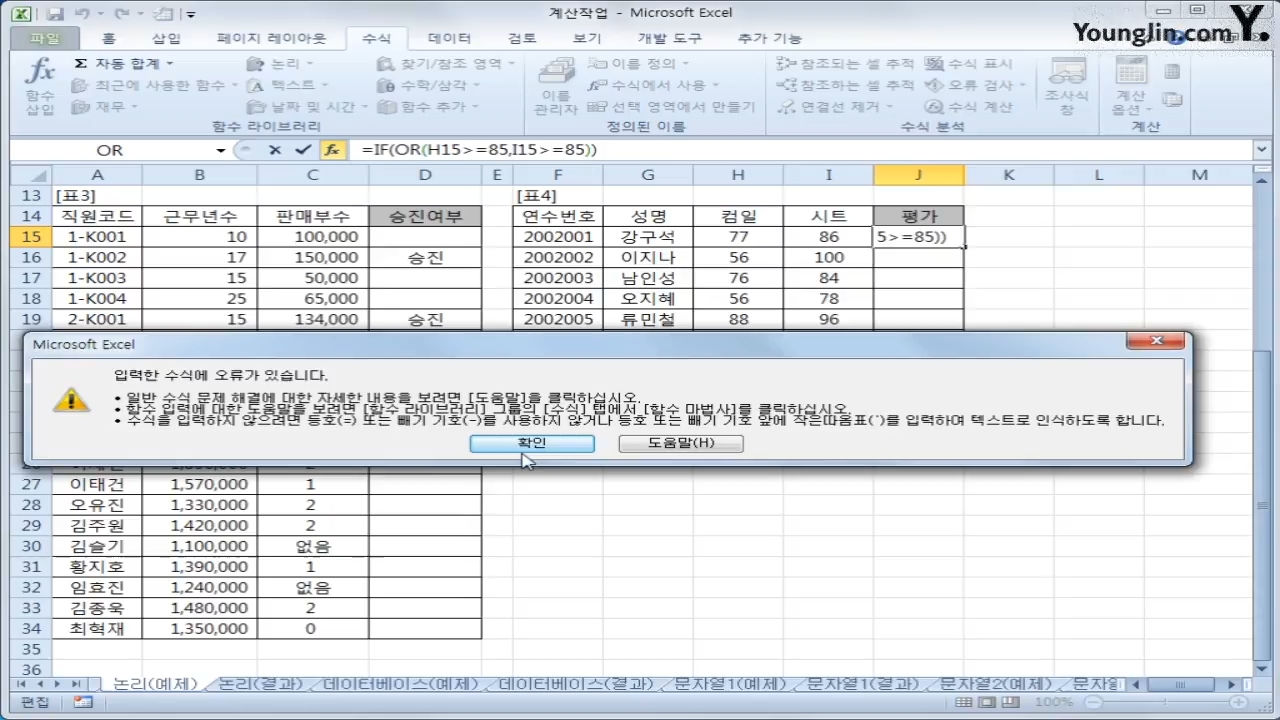 계산작업 - Microsoft Excel
Younglin.com Y.
파일 홈 삽입 페이지 레이아웃 수식 데이터 검토 보기 개발 도구 추가 기능
Σ 자동 합계 논리 찾기/참조 영역 이름 정의 참조되는 셀 추적 수식 표시
최근에 사용한 함수 텍스트 수학/삼각 수식에서 사용 참조하는 셀 추적 오류 검사
재무 날짜 및 시간 함수 추가 선택 영역에서 만들기 연결선 제거 수식 계산
fx 함수 삽입 이름 관리자 조사식 창 계산 옵션
함수 라이브러리 정의된 이름 수식 분석 계산
OR fx =IF(OR(H15>=85,I15>=85))
A B C D E F G H I J K L M
13 [표3] [표4]
14 직원코드 근무년수 판매부수 승진여부 연수번호 성명 컴일 시트 평가
15 1-K001 10 100,000 2002001 강구석 77 86 5>=85))
16 1-K002 17 150,000 승진 2002002 이지나 56 100
17 1-K003 15 50,000 2002003 남인성 76 84
18 1-K004 25 65,000 2002004 오지혜 56 78
19 2-K001 15 134,000 승진 2002005 류민철 88 96
Microsoft Excel
입력한 수식에 오류가 있습니다.
• 일반 수식 문제 해결에 대한 자세한 내용을 보려면 [도움말]을 클릭하십시오.
• 함수 입력에 대한 도움말을 보려면 [함수 라이브러리] 그룹의 [수식] 탭에서 [함수 마법사]를 클릭하십시오.
• 수식을 입력하지 않으려면 등호(=) 또는 빼기 기호(-)를 사용하지 않거나 등호 또는 빼기 기호 앞에 작은따옴표(')를 입력하여 텍스트로 인식하도록 합니다.
확인 도움말(H)
27 이태건 1,570,000 1
28 오유진 1,330,000 2
29 김주원 1,420,000 2
30 김슬기 1,100,000 없음
31 황지호 1,390,000 1
32 임효진 1,240,000 없음
33 김종욱 1,480,000 2
34 최혁재 1,350,000 0
35
36
논리(예제) 논리(결과) 데이터베이스(예제) 데이터베이스(결과) 문자열1(예제) 문자열1(결과) 문자열2(예제)
편집 100%